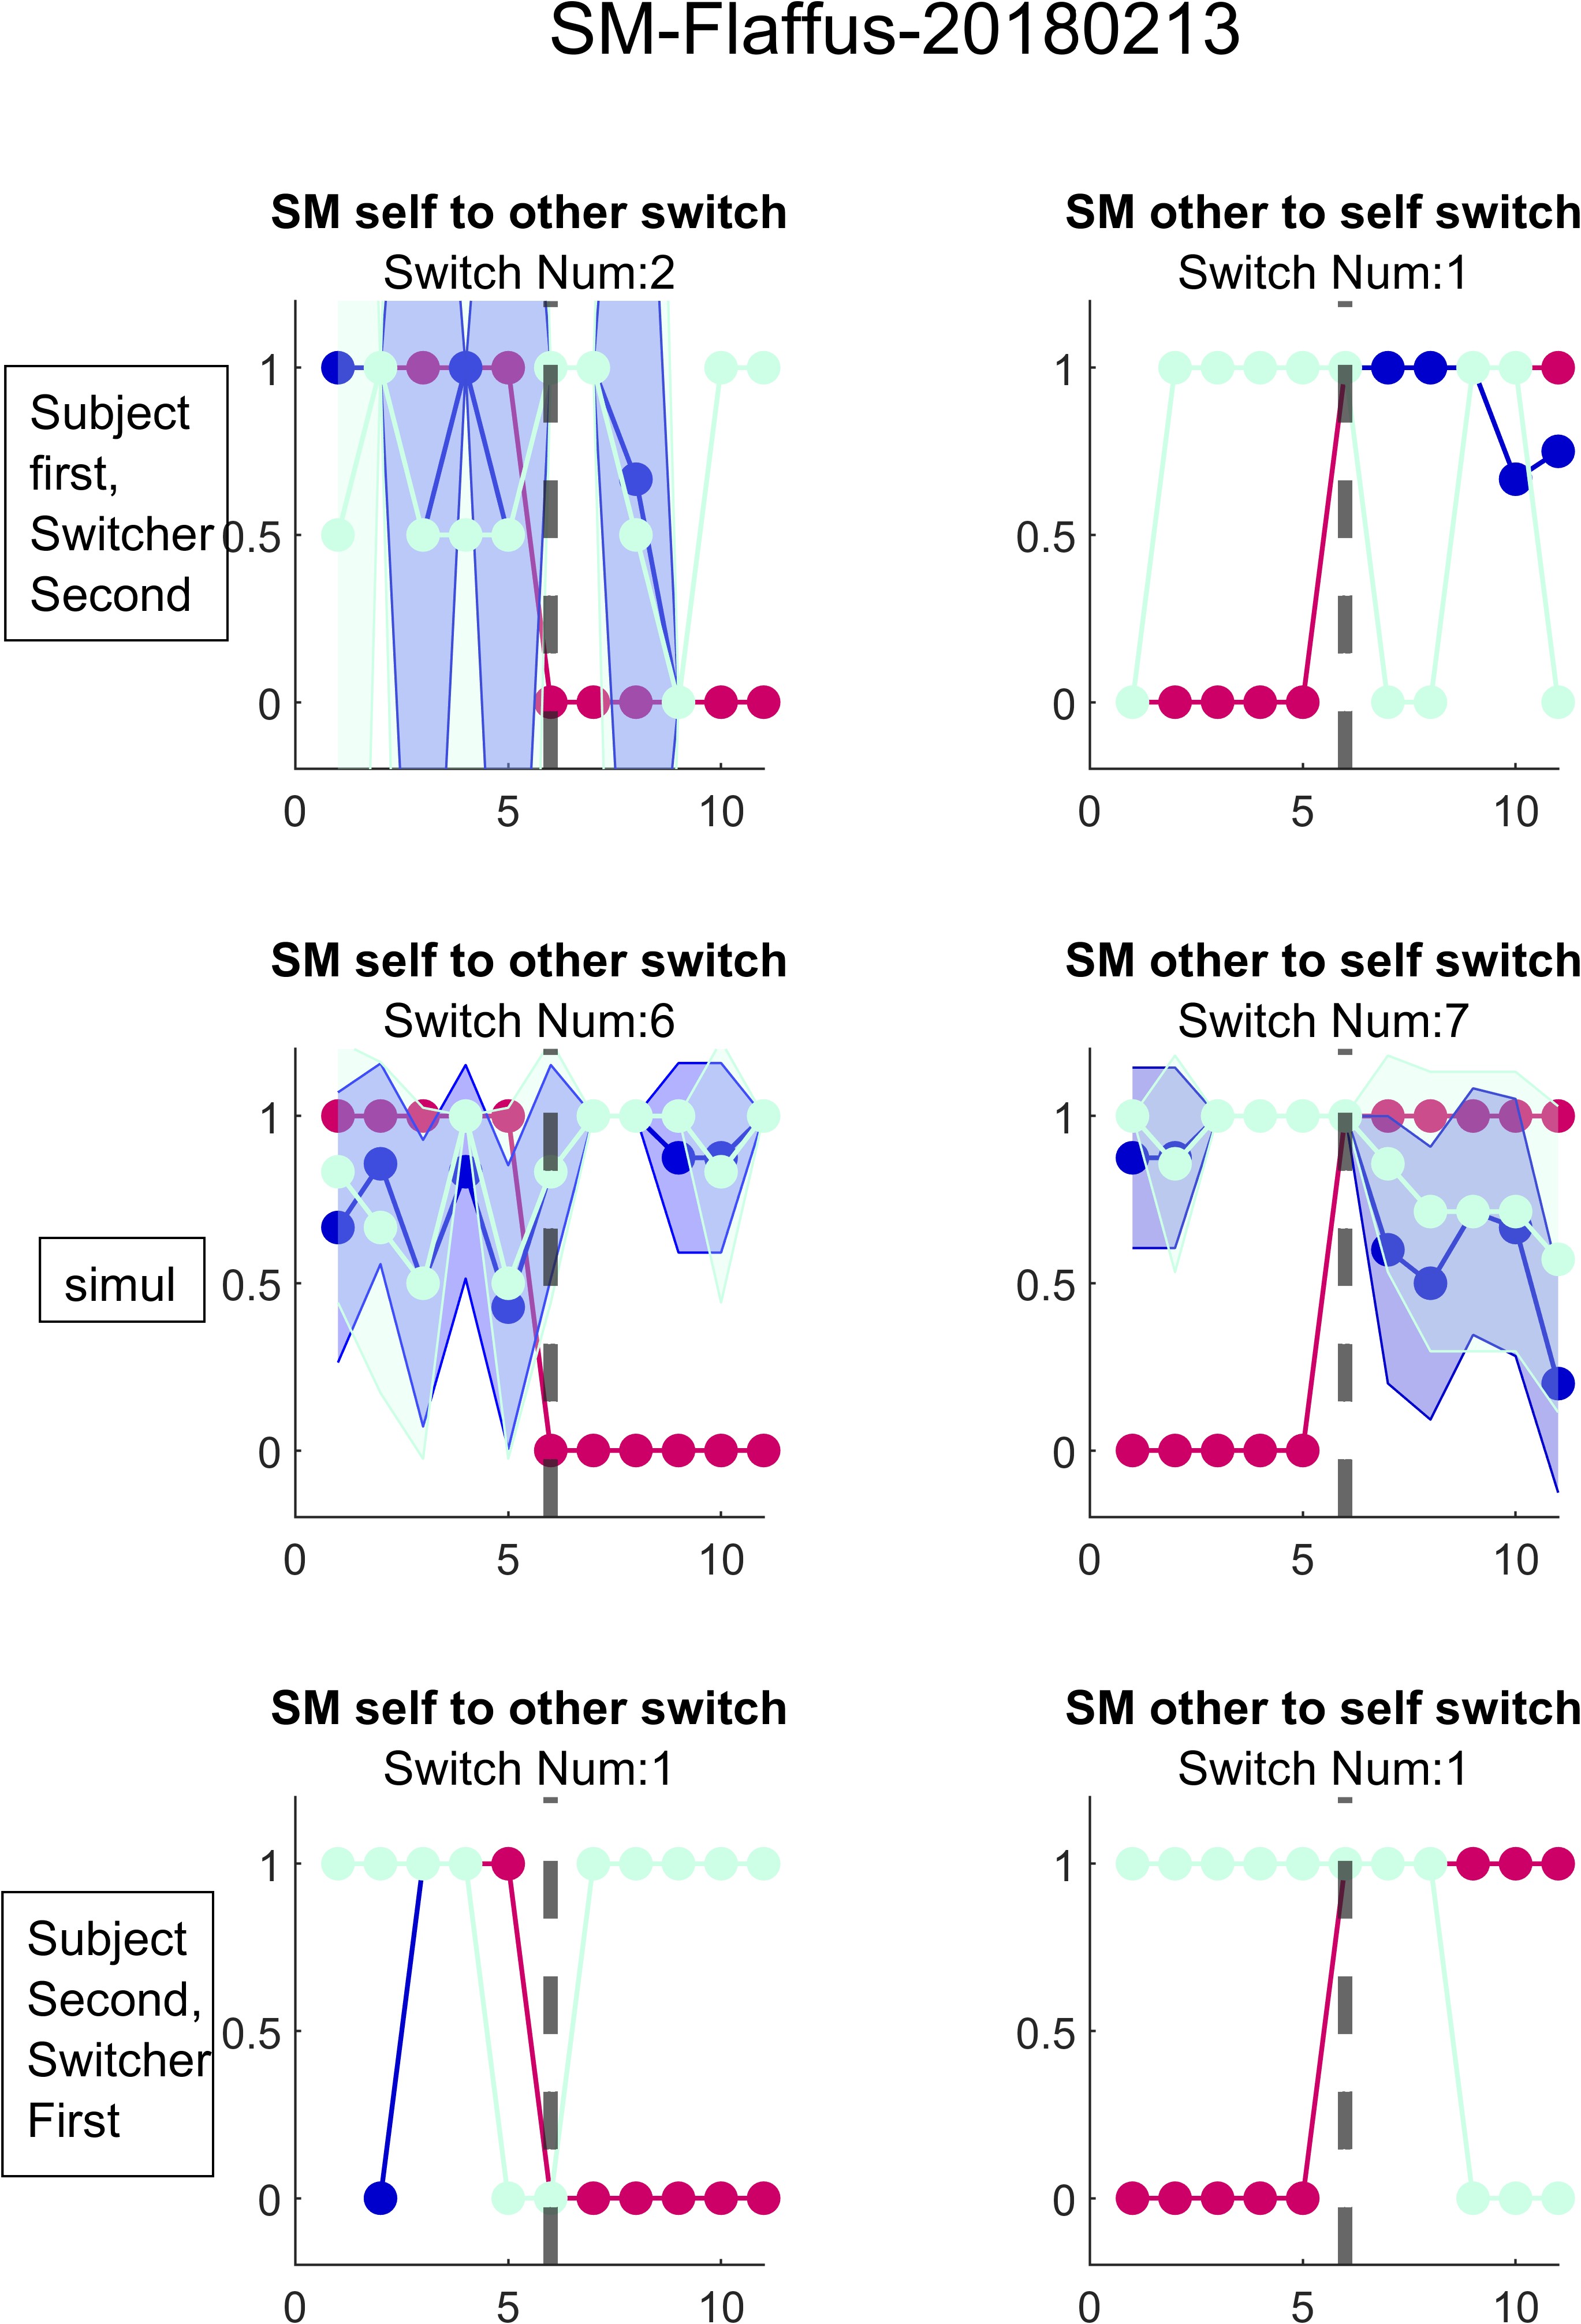 SM-Flaffus-20180213
SM self to other switch
Switch Num:2
Subject
first,
Switcher
Second
1
0.5
0
0
5
10
SM other to self switch
Switch Num:1
1
0.5
0
0
5
10
SM self to other switch
Switch Num:6
simul
1
0.5
0
0
5
10
SM other to self switch
Switch Num:7
1
0.5
0
0
5
10
SM self to other switch
Switch Num:1
Subject
Second,
Switcher
First
1
0.5
0
0
5
10
SM other to self switch
Switch Num:1
1
0.5
0
0
5
10